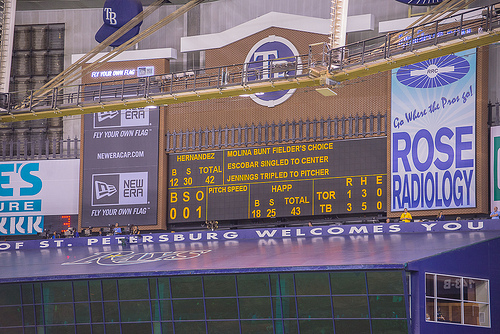 TB
FLY YOUR OWN FLAG
NEW ERA
FLY YOUR OWN FLAG
NEWERACAP.COM
NEW ERA
FLY YOUR OWN FLAG
TB
Go Where the Pros go!
ROSE
RADIOLOGY
HERNANDEZ
B S TOTAL
12 30 42
MOLINA BUNT FIELDER'S CHOICE
ESCOBAR SINGLED TO CENTER
JENNINGS TRIPLED TO PITCHER
B S O
0 0 1
PITCH SPEED
HAPP
B S TOTAL
18 25 43
R H E
TOR 1 3 0
TB 3 5 0
E'S
URE
KKK
OF ST. PETERSBURG WELCOMES YOU
RAYS